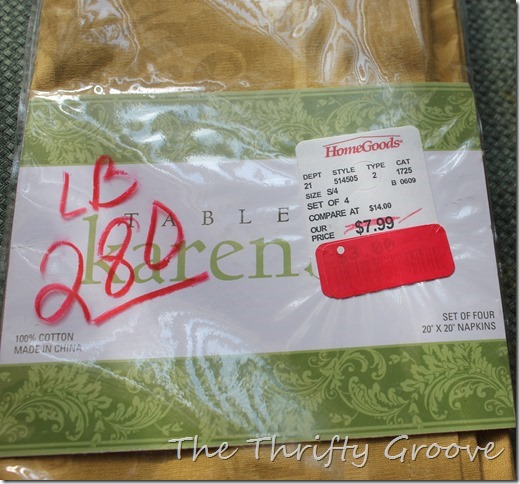 LB
280
TABLE
karen
100% COTTON
MADE IN CHINA
HomeGoods
DEPT STYLE TYPE CAT
21 514505 2 1725
SIZE S/4 B 0609
SET OF 4
COMPARE AT $14.00
OUR PRICE $7.99
SET OF FOUR
20" X 20" NAPKINS
The Thrifty Groove